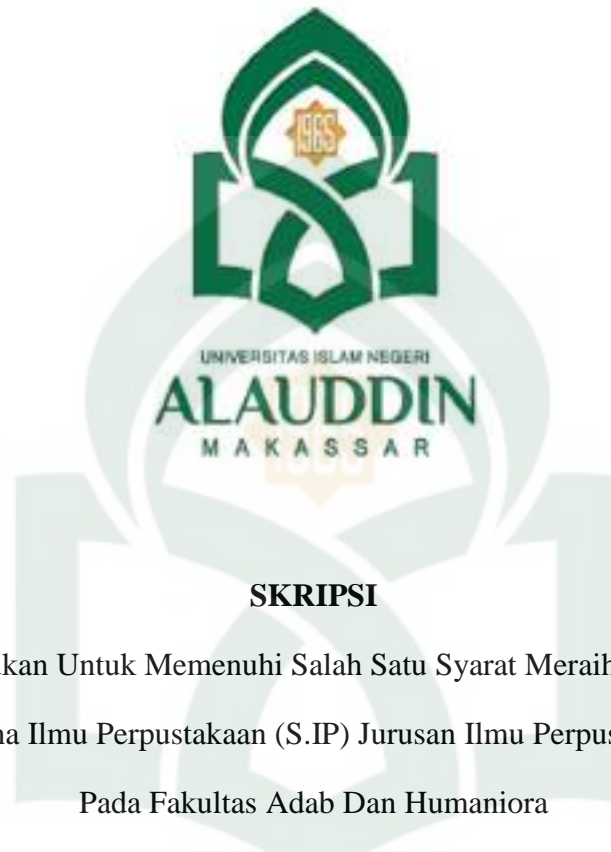 1965
UNIVERSITAS ISLAM NEGERI
ALAUDDIN
MAKASSAR
1965
SKRIPSI
Untuk Memenuhi Salah Satu Syarat Meraih
Ilmu Perpustakaan (S.IP) Jurusan Ilmu
Pada Fakultas Adab Dan Humaniora